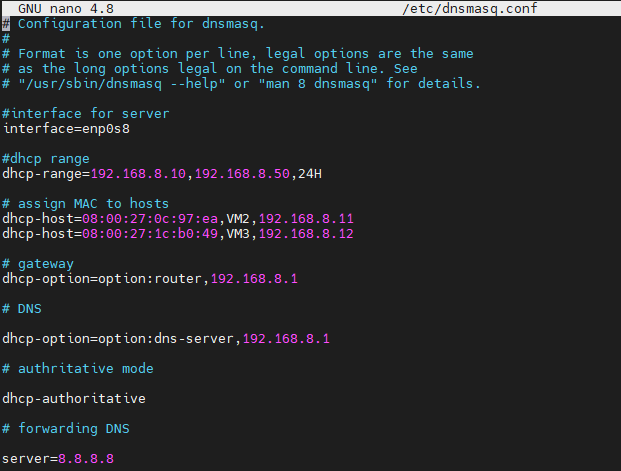 GNU nano 4.8 /etc/dnsmasq.conf
# Configuration file for dnsmasq.
#
# Format is one option per line, legal options are the same
# as the long options legal on the command line. See
# "/usr/sbin/dnsmasq --help" or "man 8 dnsmasq" for details.
#interface for server
interface=enp0s8
#dhcp range
dhcp-range=192.168.8.10,192.168.8.50,24H
# assign MAC to hosts
dhcp-host=08:00:27:0c:97:ea,VM2,192.168.8.11
dhcp-host=08:00:27:1c:b0:49,VM3,192.168.8.12
# gateway
dhcp-option=option:router,192.168.8.1
# DNS
dhcp-option=option:dns-server,192.168.8.1
# authritative mode
dhcp-authoritative
# forwarding DNS
server=8.8.8.8